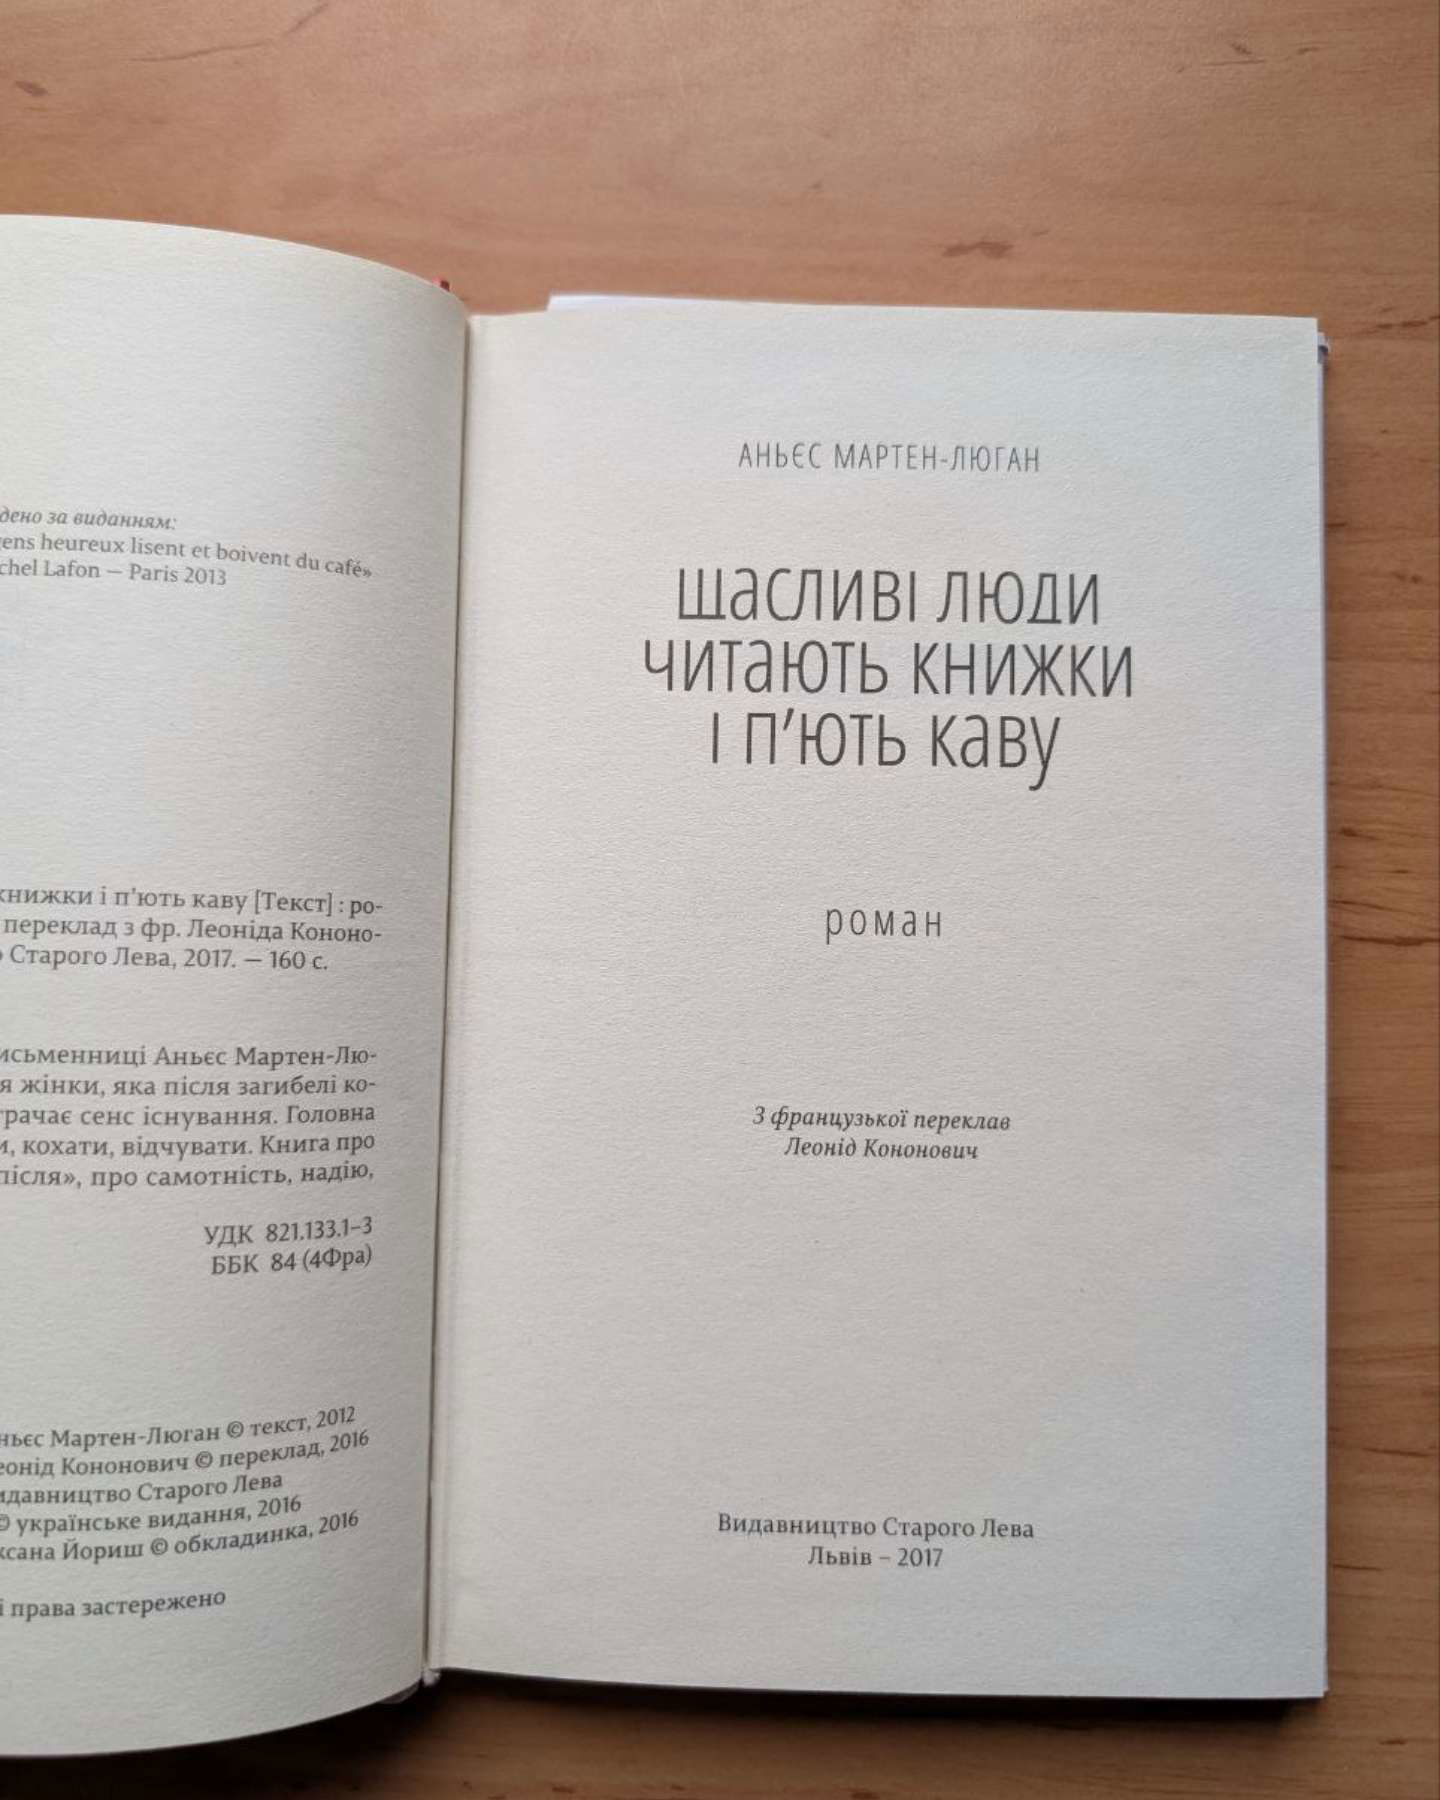 дено за виданням:
gens heureux lisent et boivent du café»
chel Lafon — Paris 2013
книжки і п'ють каву [Текст] : ро-
переклад з фр. Леоніда Кононо-
Старого Лева, 2017. — 160 с.
исьменниці Аньєс Мартен-Лю-
я жінки, яка після загибелі ко-
трачає сенс існування. Головна
и, кохати, відчувати. Книга про
після», про самотність, надію,
УДК 821.133.1–3
ББК 84 (4Фра)
ньєс Мартен-Люган © текст, 2012
еонід Кононович © переклад, 2016
идавництво Старого Лева
© українське видання, 2016
ксана Йориш © обкладинка, 2016
і права застережено
АНЬЄС МАРТЕН-ЛЮГАН
щасливі люди
читають книжки
і п'ють каву
роман
З французької переклав
Леонід Кононович
Видавництво Старого Лева
Львів – 2017